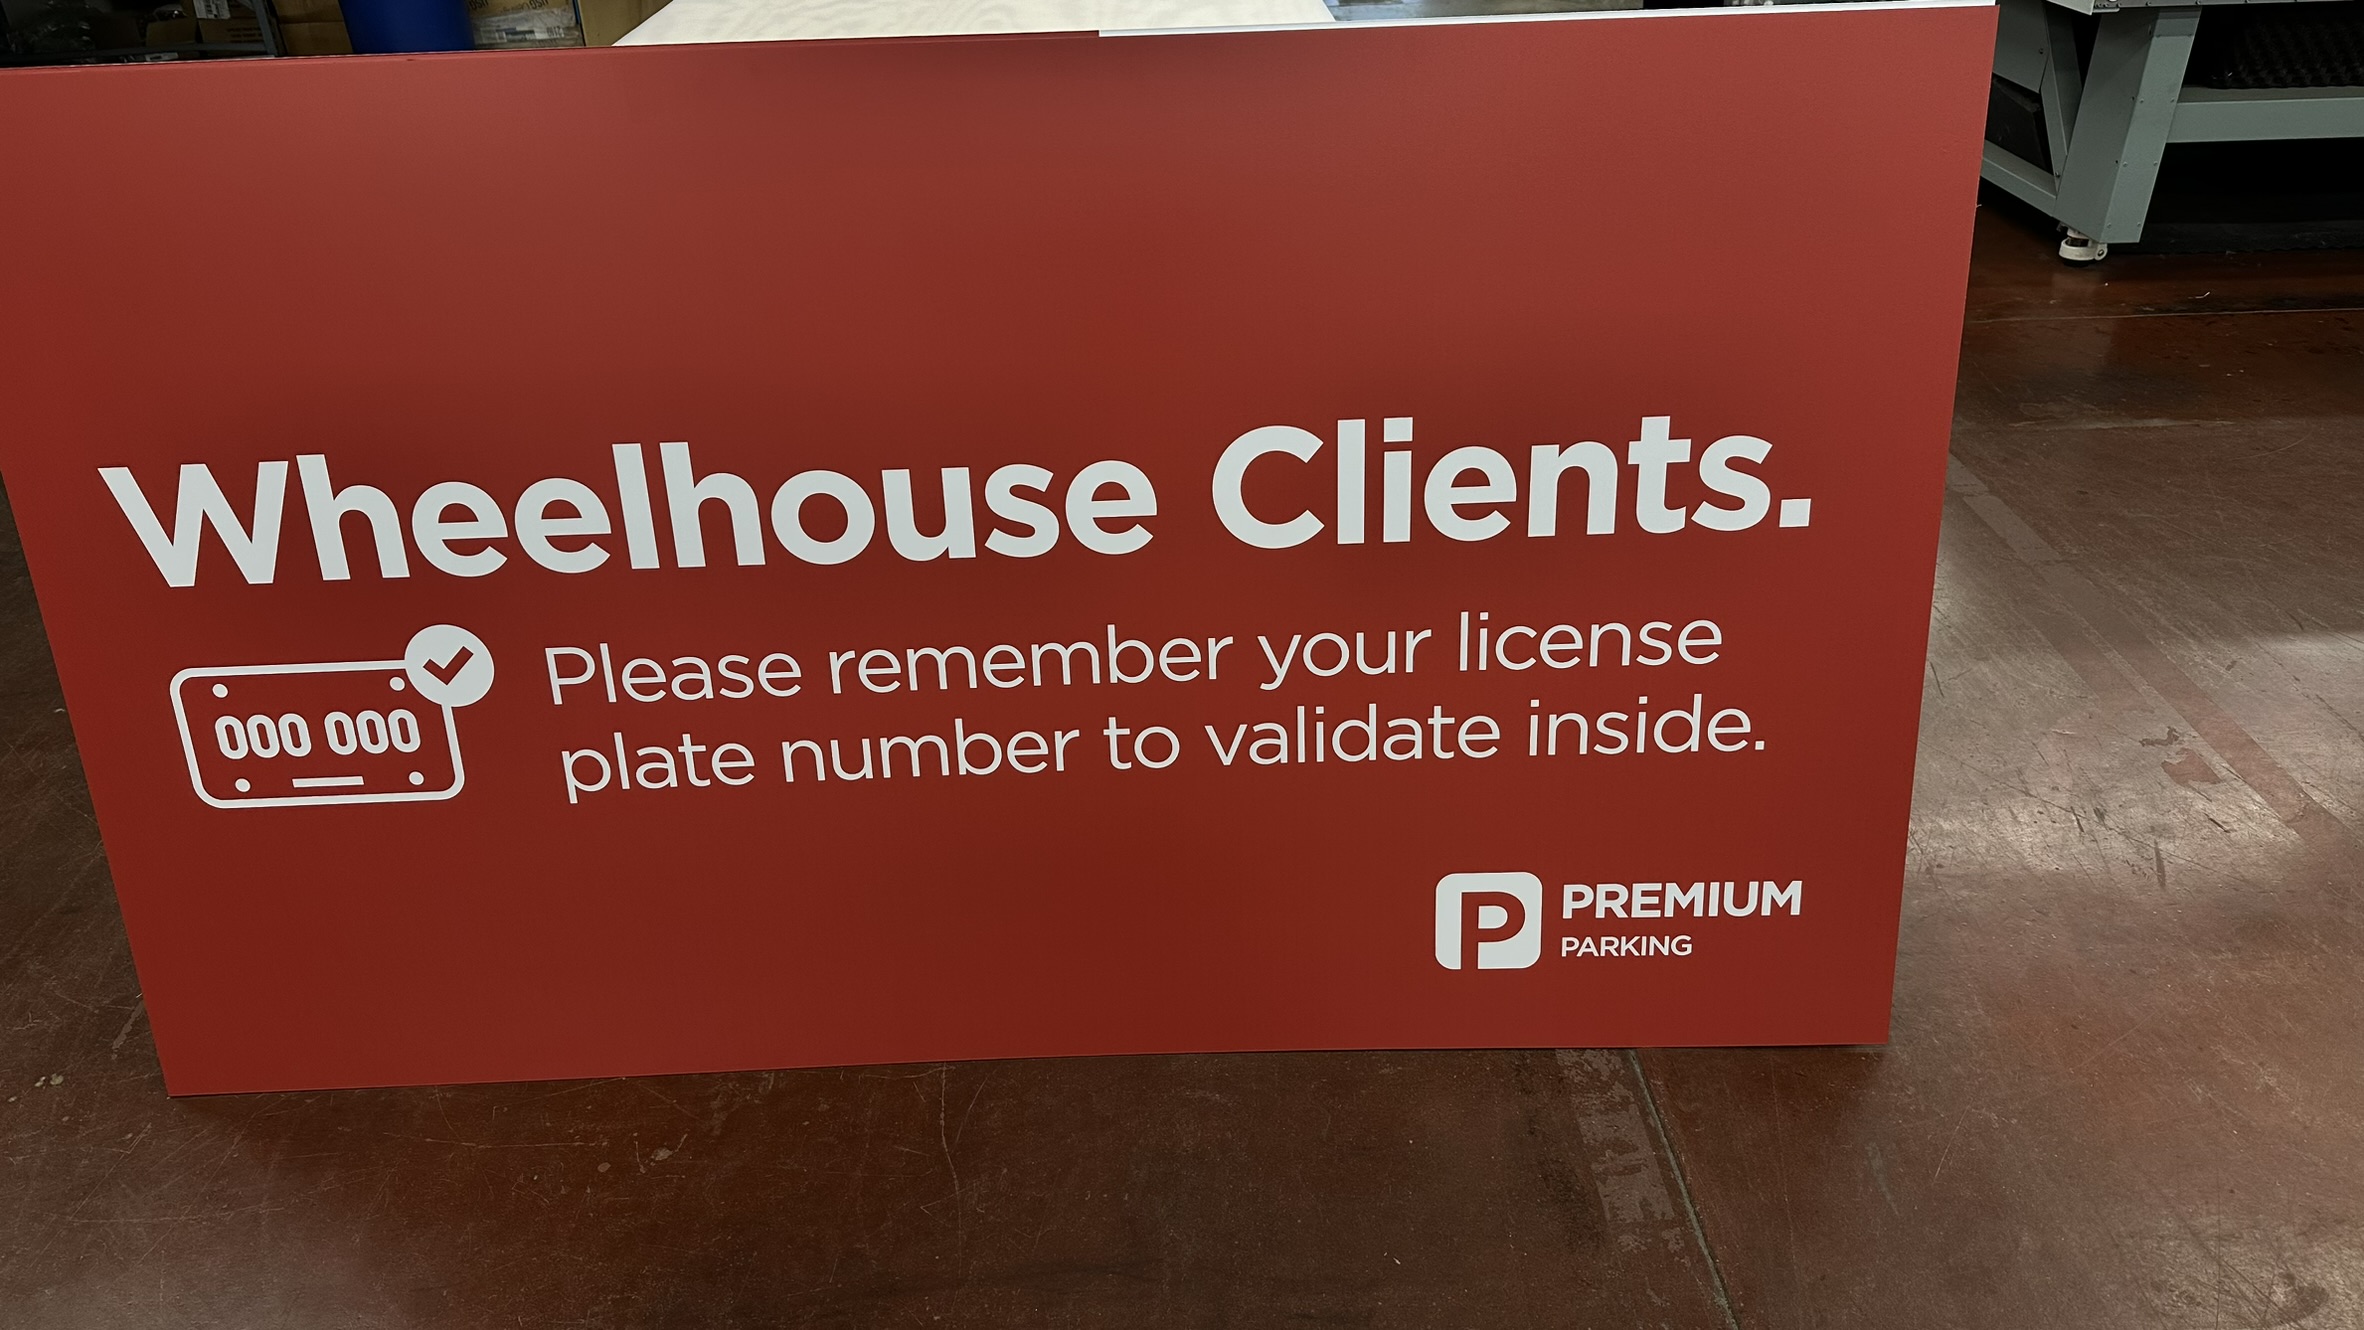 Wheelhouse Clients.
000 000
Please remember your license
plate number to validate inside.
P PREMIUM
PARKING